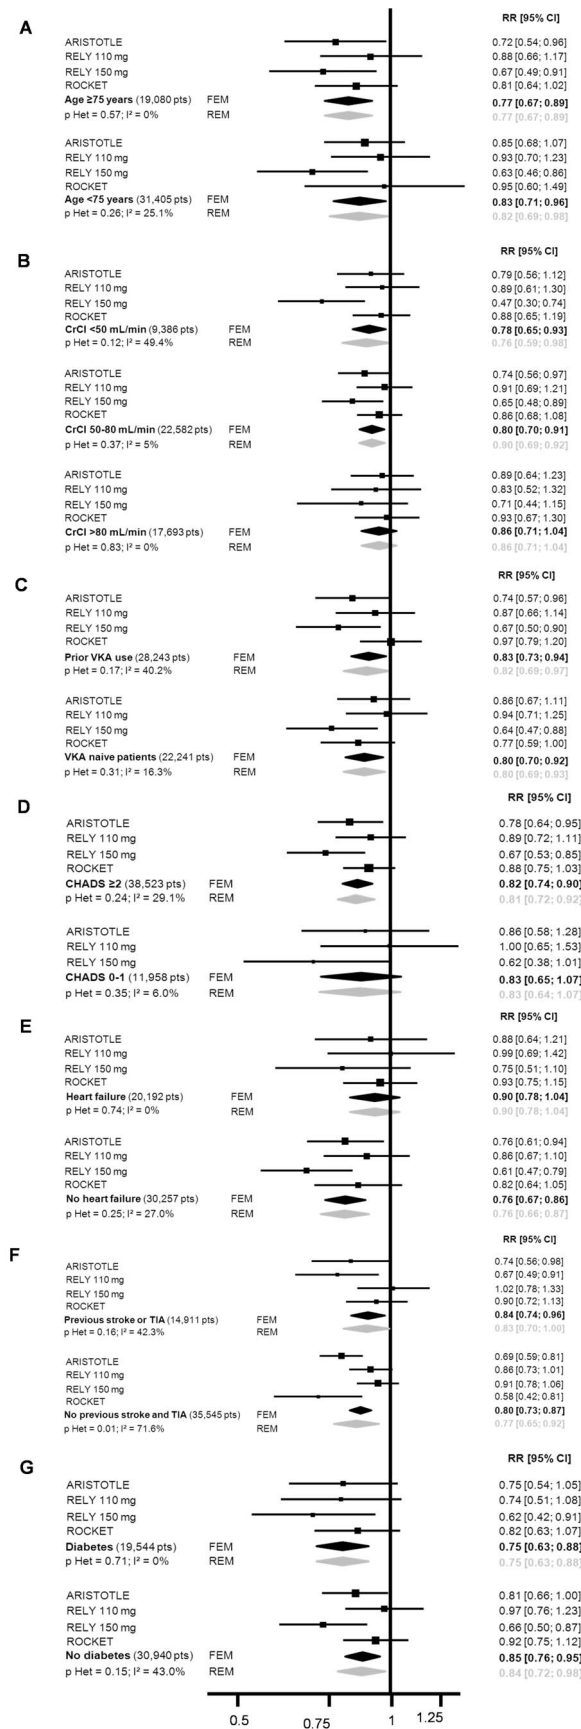 A
RR [95% CI]
ARISTOTLE 0.72 [0.54; 0.96]
RELY 110 mg 0.88 [0.66; 1.17]
RELY 150 mg 0.67 [0.49; 0.91]
ROCKET 0.81 [0.64; 1.02]
Age ≥75 years (19,080 pts) FEM 0.77 [0.67; 0.89]
p Het = 0.57; I² = 0% REM 0.77 [0.67; 0.89]
ARISTOTLE 0.85 [0.68; 1.07]
RELY 110 mg 0.93 [0.70; 1.23]
RELY 150 mg 0.63 [0.46; 0.86]
ROCKET 0.95 [0.60; 1.49]
Age <75 years (31,405 pts) FEM 0.83 [0.71; 0.96]
p Het = 0.26; I² = 25.1% REM 0.82 [0.69; 0.98]
B
RR [95% CI]
ARISTOTLE 0.79 [0.56; 1.12]
RELY 110 mg 0.89 [0.61; 1.30]
RELY 150 mg 0.47 [0.30; 0.74]
ROCKET 0.88 [0.65; 1.19]
CrCl <50 mL/min (9,386 pts) FEM 0.78 [0.65; 0.93]
p Het = 0.12; I² = 49.4% REM 0.76 [0.59; 0.98]
ARISTOTLE 0.74 [0.56; 0.97]
RELY 110 mg 0.91 [0.69; 1.21]
RELY 150 mg 0.65 [0.48; 0.89]
ROCKET 0.86 [0.68; 1.08]
CrCl 50-80 mL/min (22,582 pts) FEM 0.80 [0.70; 0.91]
p Het = 0.37; I² = 5% REM 0.90 [0.69; 0.92]
ARISTOTLE 0.89 [0.64; 1.23]
RELY 110 mg 0.83 [0.52; 1.32]
RELY 150 mg 0.71 [0.44; 1.15]
ROCKET 0.93 [0.67; 1.30]
CrCl >80 mL/min (17,693 pts) FEM 0.86 [0.71; 1.04]
p Het = 0.83; I² = 0% REM 0.86 [0.71; 1.04]
C
RR [95% CI]
ARISTOTLE 0.74 [0.57; 0.96]
RELY 110 mg 0.87 [0.66; 1.14]
RELY 150 mg 0.67 [0.50; 0.90]
ROCKET 0.97 [0.79; 1.20]
Prior VKA use (28,243 pts) FEM 0.83 [0.73; 0.94]
p Het = 0.17; I² = 40.2% REM 0.82 [0.69; 0.97]
ARISTOTLE 0.86 [0.67; 1.11]
RELY 110 mg 0.94 [0.71; 1.25]
RELY 150 mg 0.64 [0.47; 0.88]
ROCKET 0.77 [0.59; 1.00]
VKA naive patients (22,241 pts) FEM 0.80 [0.70; 0.92]
p Het = 0.31; I² = 16.3% REM 0.80 [0.69; 0.93]
D
RR [95% CI]
ARISTOTLE 0.78 [0.64; 0.95]
RELY 110 mg 0.89 [0.72; 1.11]
RELY 150 mg 0.67 [0.53; 0.85]
ROCKET 0.88 [0.75; 1.03]
CHADS ≥2 (38,523 pts) FEM 0.82 [0.74; 0.90]
p Het = 0.24; I² = 29.1% REM 0.81 [0.72; 0.92]
ARISTOTLE 0.86 [0.58; 1.28]
RELY 110 mg 1.00 [0.65; 1.53]
RELY 150 mg 0.62 [0.38; 1.01]
CHADS 0-1 (11,958 pts) FEM 0.83 [0.65; 1.07]
p Het = 0.35; I² = 6.0% REM 0.83 [0.64; 1.07]
E
RR [95% CI]
ARISTOTLE 0.88 [0.64; 1.21]
RELY 110 mg 0.99 [0.69; 1.42]
RELY 150 mg 0.75 [0.51; 1.10]
ROCKET 0.93 [0.75; 1.15]
Heart failure (20,192 pts) FEM 0.90 [0.78; 1.04]
p Het = 0.74; I² = 0% REM 0.90 [0.78; 1.04]
ARISTOTLE 0.76 [0.61; 0.94]
RELY 110 mg 0.86 [0.67; 1.10]
RELY 150 mg 0.61 [0.47; 0.79]
ROCKET 0.82 [0.64; 1.05]
No heart failure (30,257 pts) FEM 0.76 [0.67; 0.86]
p Het = 0.25; I² = 27.0% REM 0.76 [0.66; 0.87]
F
RR [95% CI]
ARISTOTLE 0.74 [0.56; 0.98]
RELY 110 mg 0.67 [0.49; 0.91]
RELY 150 mg 1.02 [0.78; 1.33]
ROCKET 0.90 [0.72; 1.13]
Previous stroke or TIA (14,911 pts) FEM 0.84 [0.74; 0.96]
p Het = 0.16; I² = 42.3% REM 0.83 [0.70; 1.00]
ARISTOTLE 0.69 [0.59; 0.81]
RELY 110 mg 0.86 [0.73; 1.01]
RELY 150 mg 0.91 [0.78; 1.06]
ROCKET 0.58 [0.42; 0.81]
No previous stroke and TIA (35,545 pts) FEM 0.80 [0.73; 0.87]
p Het = 0.01; I² = 71.6% REM 0.77 [0.65; 0.92]
G
RR [95% CI]
ARISTOTLE 0.75 [0.54; 1.05]
RELY 110 mg 0.74 [0.51; 1.08]
RELY 150 mg 0.62 [0.42; 0.91]
ROCKET 0.82 [0.63; 1.07]
Diabetes (19,544 pts) FEM 0.75 [0.63; 0.88]
p Het = 0.71; I² = 0% REM 0.75 [0.63; 0.88]
ARISTOTLE 0.81 [0.66; 1.00]
RELY 110 mg 0.97 [0.76; 1.23]
RELY 150 mg 0.66 [0.50; 0.87]
ROCKET 0.92 [0.75; 1.12]
No diabetes (30,940 pts) FEM 0.85 [0.76; 0.95]
p Het = 0.15; I² = 43.0% REM 0.84 [0.72; 0.98]
0.5 0.75 1 1.25